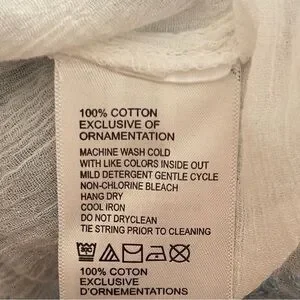 100% COTTON
EXCLUSIVE OF
ORNAMENTATION
MACHINE WASH COLD
WITH LIKE COLORS INSIDE OUT
MILD DETERGENT GENTLE CYCLE
NON-CHLORINE BLEACH
HANG DRY
COOL IRON
DO NOT DRYCLEAN
TIE STRING PRIOR TO CLEANING
100% COTON
EXCLUSIVE
D'ORNEMENTATIONS